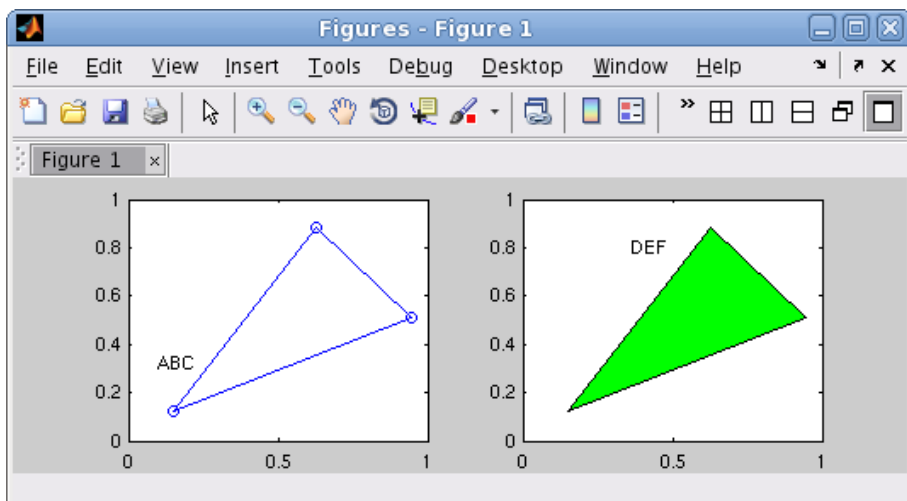 Figures - Figure 1
File Edit View Insert Tools Debug Desktop Window Help
Figure 1
1
0.8
0.6
0.4
0.2
0
0 0.5 1
ABC
1
0.8
0.6
0.4
0.2
0
0 0.5 1
DEF